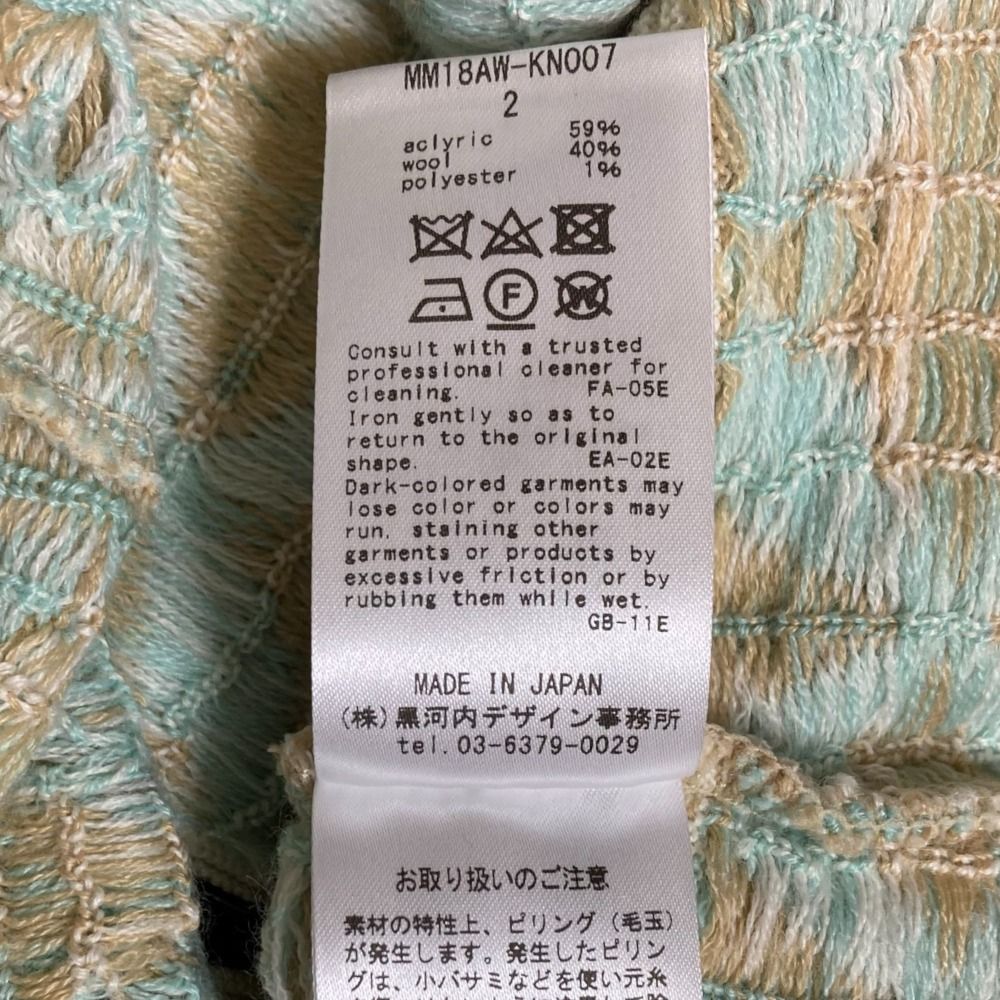 MM18AW-KN007
2
aclyric 59%
wool 40%
polyester 1%
F W
Consult with a trusted
professional cleaner for
cleaning. FA-05E
Iron gently so as to
return to the original
shape. EA-02E
Dark-colored garments may
lose color or colors may
run, staining other
garments or products by
excessive friction or by
rubbing them while wet.
GB-11E
MADE IN JAPAN
(株)黒河内デザイン事務所
tel.03-6379-0029
お取り扱いのご注意
素材の特性上、ピリング(毛玉)
が発生します。発生したピリン
グは、小バサミなどを使い元糸